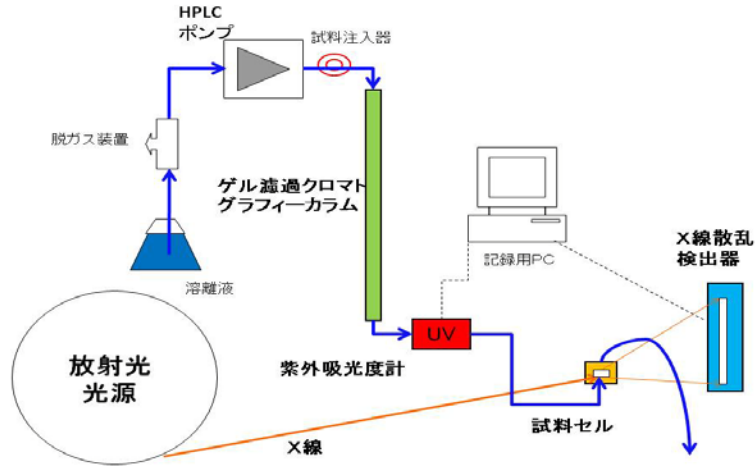 HPLC
ポンプ
試料注入器
脱ガス装置
ゲル濾過クロマト
グラフィーカラム
溶離液
記録用PC
X線散乱
検出器
UV
紫外吸光度計
放射光
光源
試料セル
X線